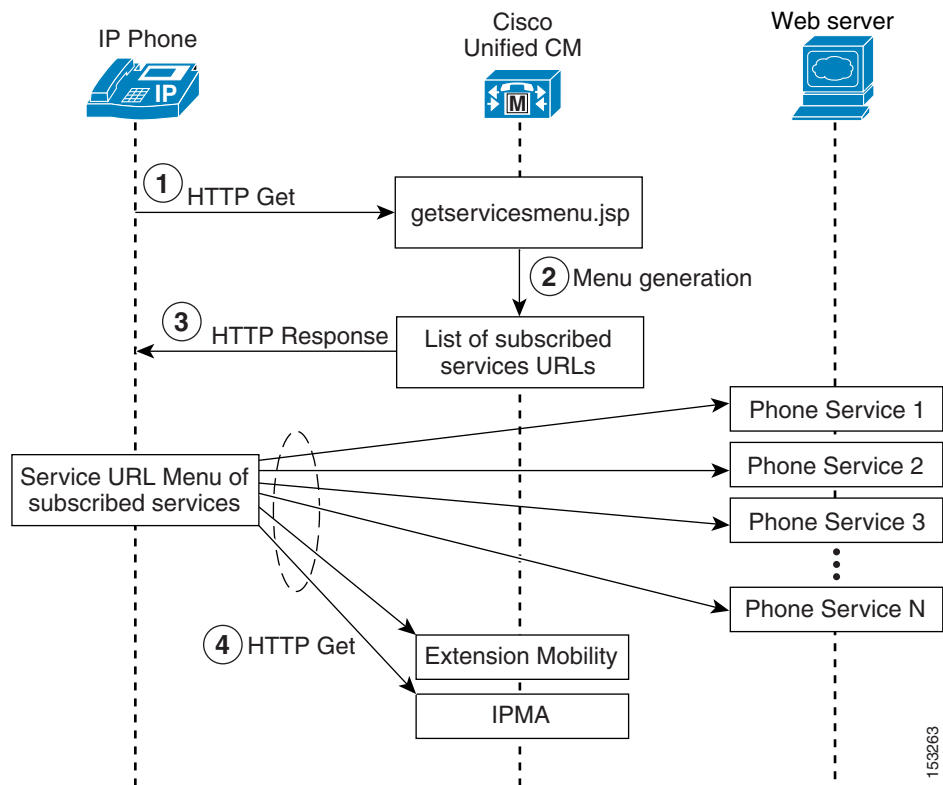 IP Phone
Cisco
Unified CM
Web server
IP
M
1
HTTP Get
getservicesmenu.jsp
2
Menu generation
3
HTTP Response
List of subscribed
services URLs
Phone Service 1
Service URL Menu of
subscribed services
Phone Service 2
Phone Service 3
Phone Service N
4
HTTP Get
Extension Mobility
IPMA
153263